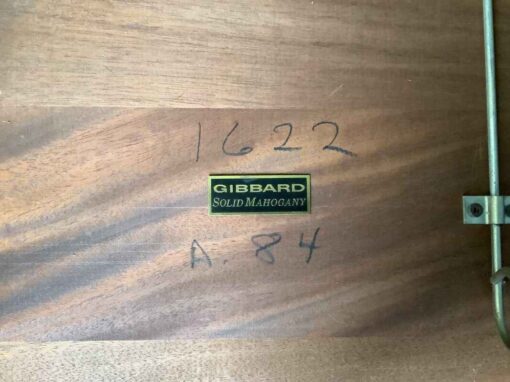 1622
GIBBARD
SOLID MAHOGANY
A. 84